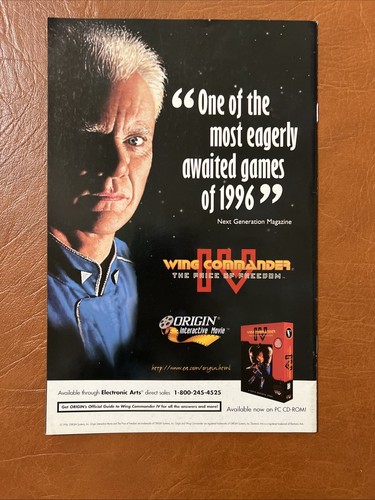 “One of the
most eagerly
awaited games
of 1996”
Next Generation Magazine
WING COMMANDER
IV
THE PRICE OF FREEDOM
ORIGIN
Interactive Movie
http://www.ea.com/origin.html
Available through Electronic Arts® direct sales 1-800-245-4525
Get ORIGIN's Official Guide to Wing Commander IV for all the answers and more!
Available now on PC CD-ROM!